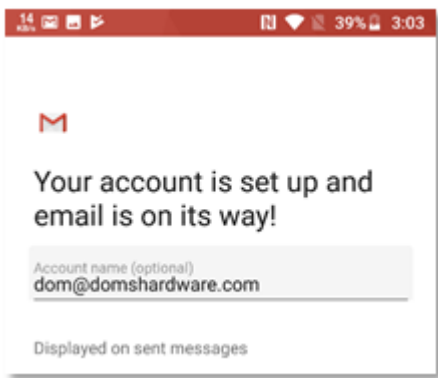 14
KB/s
39% 3:03
Your account is set up and
email is on its way!
Account name (optional)
dom@domshardware.com
Displayed on sent messages